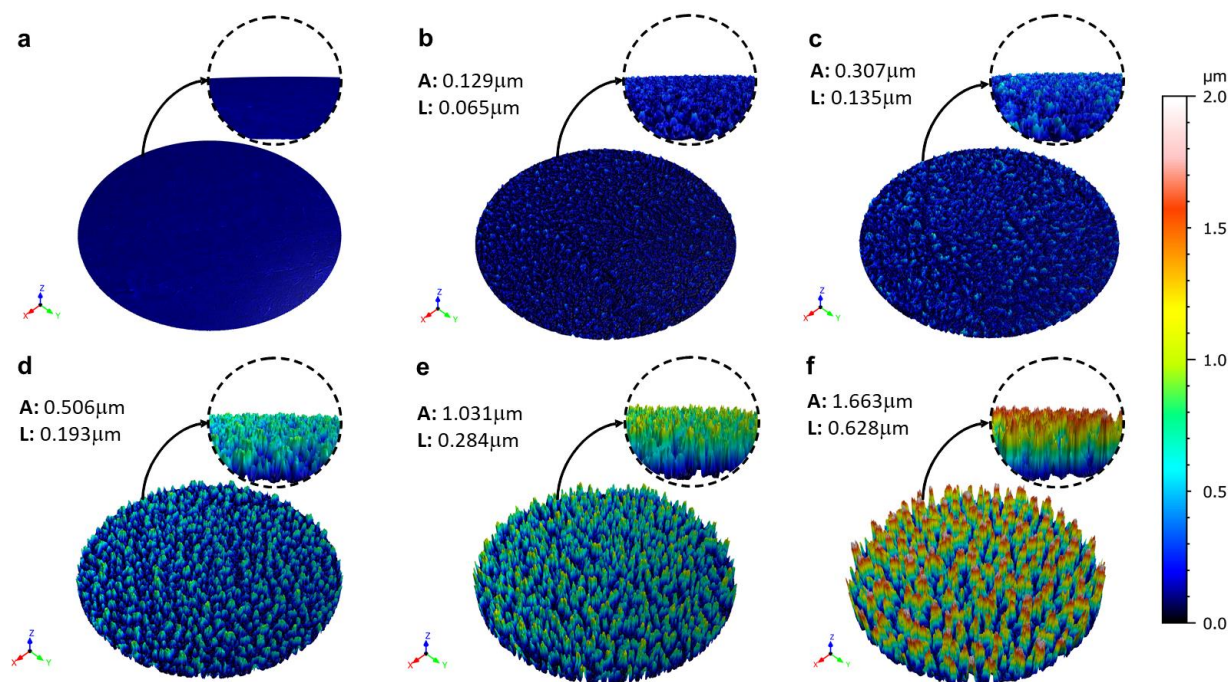 a
b
A: 0.129µm
L: 0.065µm
c
A: 0.307µm
L: 0.135µm
µm
2.0
1.5
1.0
0.5
0.0
Z
X
Y
Z
X
Y
Z
X
Y
d
A: 0.506µm
L: 0.193µm
e
A: 1.031µm
L: 0.284µm
f
A: 1.663µm
L: 0.628µm
Z
X
Y
Z
X
Y
Z
X
Y